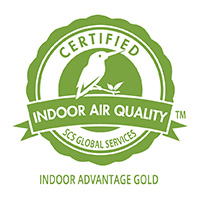 CERTIFIED
INDOOR AIR QUALITY
TM
SCS GLOBAL SERVICES
INDOOR ADVANTAGE GOLD